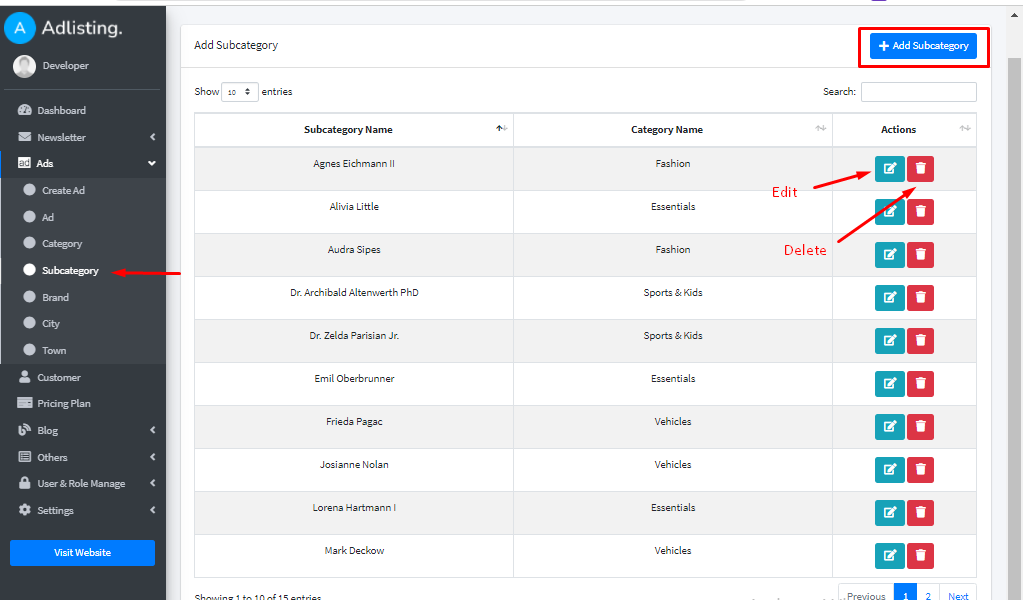 Adlisting.
Developer
Dashboard
Newsletter
Ads
Create Ad
Ad
Category
Subcategory
Brand
City
Town
Customer
Pricing Plan
Blog
Others
User & Role Manage
Settings
Visit Website
Add Subcategory
Add Subcategory
Show 10 entries
Search:
Subcategory Name Category Name Actions
Agnes Eichmann II Fashion
Edit
Alivia Little Essentials
Delete
Audra Sipes Fashion
Dr. Archibald Altenwerth PhD Sports & Kids
Dr. Zelda Parisian Jr. Sports & Kids
Emil Oberbrunner Essentials
Frieda Pagac Vehicles
Josianne Nolan Vehicles
Lorena Hartmann I Essentials
Mark Deckow Vehicles
Showing 1 to 10 of 15 entries
Previous 1 2 Next